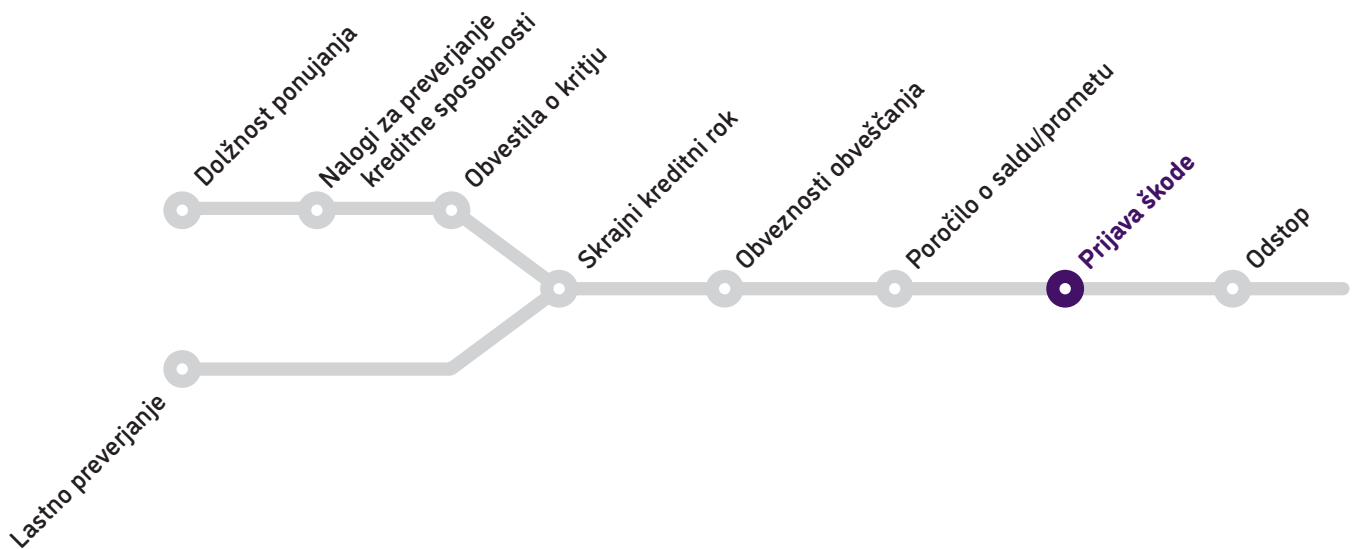 Dolžnost ponujanja
Nalogi za preverjanje
kreditne sposobnosti
Obvestila o kritju
Skrajni kreditni rok
Obveznosti obveščanja
Poročilo o saldu/prometu
Prijava škode
Odstop
Lastno preverjanje